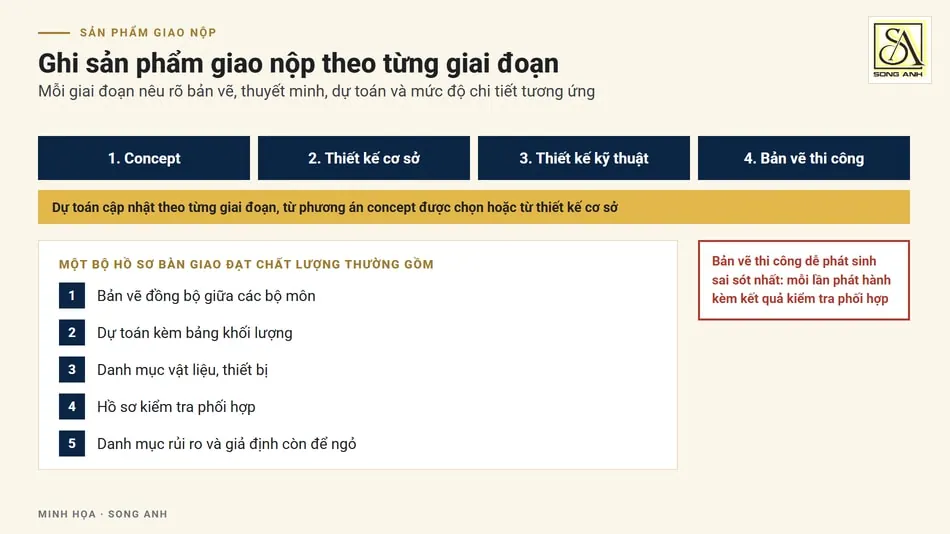 SẢN PHẨM GIAO NỘP
Ghi sản phẩm giao nộp theo từng giai đoạn
Mỗi giai đoạn nêu rõ bản vẽ, thuyết minh, dự toán và mức độ chi tiết tương ứng
SA
SONG ANH
1. Concept
2. Thiết kế cơ sở
3. Thiết kế kỹ thuật
4. Bản vẽ thi công
Dự toán cập nhật theo từng giai đoạn, từ phương án concept được chọn hoặc từ thiết kế cơ sở
MỘT BỘ HỒ SƠ BÀN GIAO ĐẠT CHẤT LƯỢNG THƯỜNG GỒM
1 Bản vẽ đồng bộ giữa các bộ môn
2 Dự toán kèm bảng khối lượng
3 Danh mục vật liệu, thiết bị
4 Hồ sơ kiểm tra phối hợp
5 Danh mục rủi ro và giả định còn để ngỏ
Bản vẽ thi công dễ phát sinh
sai sót nhất: mỗi lần phát hành
kèm kết quả kiểm tra phối hợp
MINH HỌA · SONG ANH